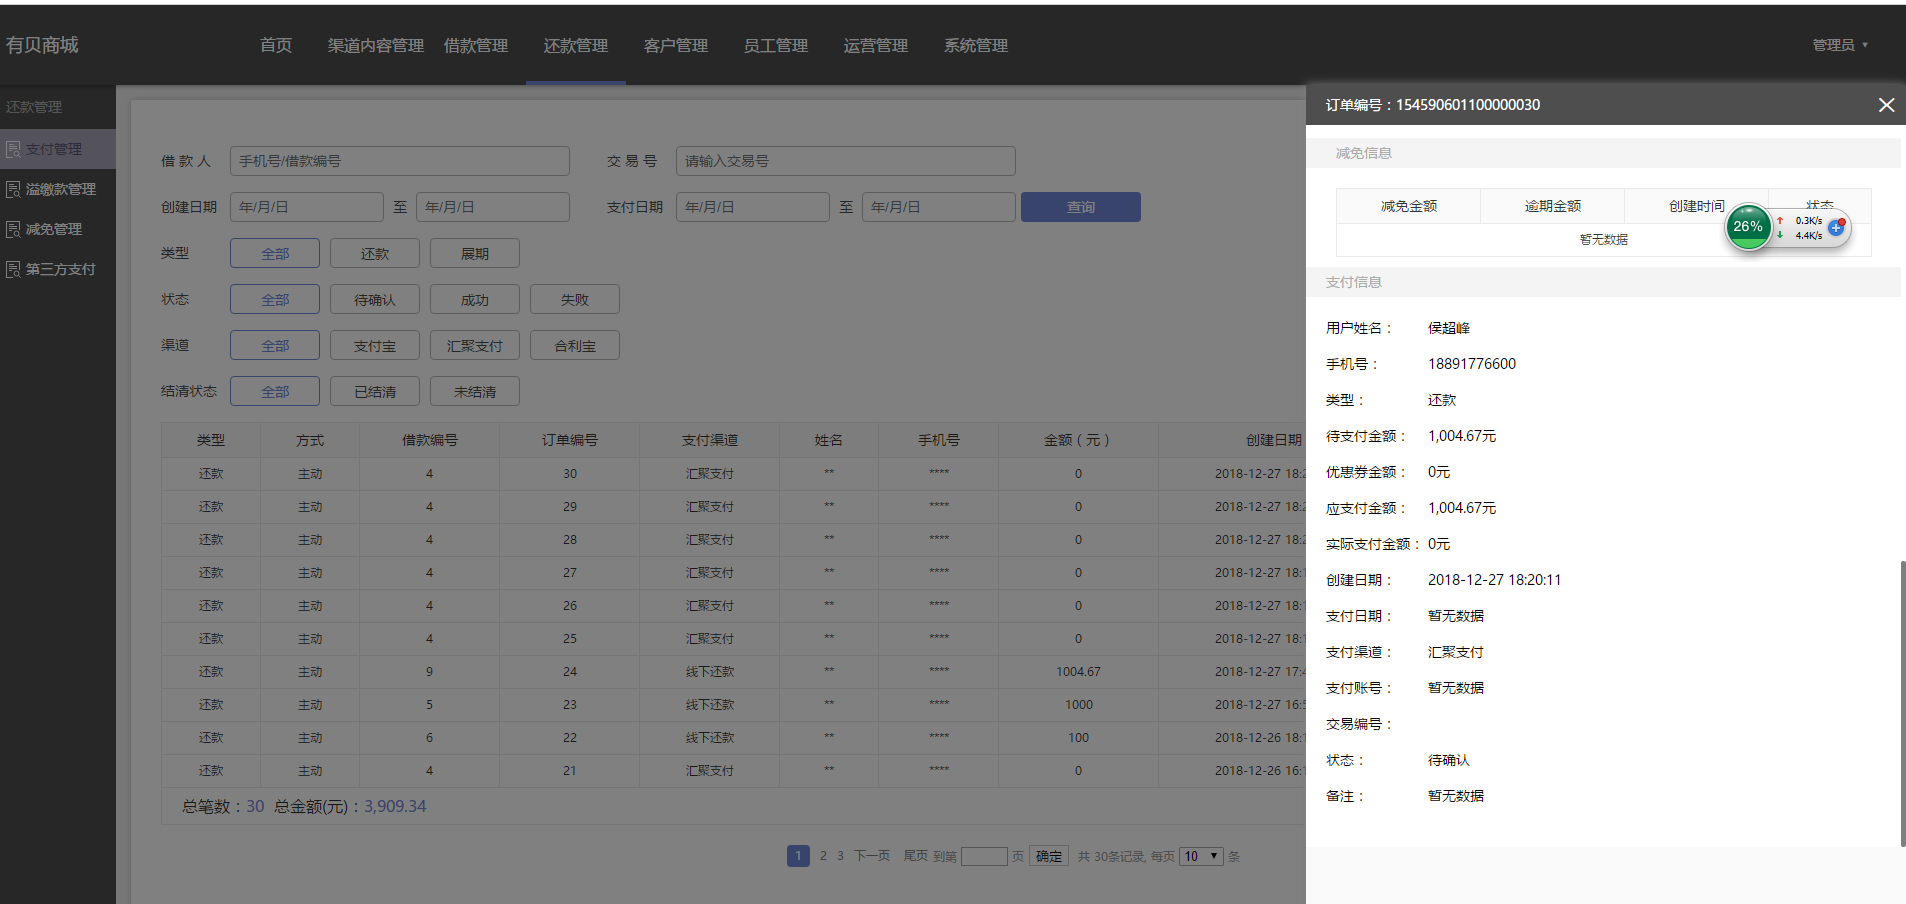 有贝商城
首页 渠道内容管理 借款管理 还款管理 客户管理 员工管理 运营管理 系统管理
管理员
还款管理
支付管理
溢缴款管理
减免管理
第三方支付
借 款 人 手机号/借款编号 交 易 号 请输入交易号
创建日期 年/月/日 至 年/月/日 支付日期 年/月/日 至 年/月/日 查询
类型 全部 还款 展期
状态 全部 待确认 成功 失败
渠道 全部 支付宝 汇聚支付 合利宝
结清状态 全部 已结清 未结清
类型 方式 借款编号 订单编号 支付渠道 姓名 手机号 金额（元） 创建日期
还款 主动 4 30 汇聚支付 ** **** 0 2018-12-27 18:2
还款 主动 4 29 汇聚支付 ** **** 0 2018-12-27 18:2
还款 主动 4 28 汇聚支付 ** **** 0 2018-12-27 18:2
还款 主动 4 27 汇聚支付 ** **** 0 2018-12-27 18:1
还款 主动 4 26 汇聚支付 ** **** 0 2018-12-27 18:1
还款 主动 4 25 汇聚支付 ** **** 0 2018-12-27 18:1
还款 主动 9 24 线下还款 ** **** 1004.67 2018-12-27 17:4
还款 主动 5 23 线下还款 ** **** 1000 2018-12-27 16:5
还款 主动 6 22 线下还款 ** **** 100 2018-12-26 18:1
还款 主动 4 21 汇聚支付 ** **** 0 2018-12-26 16:1
总笔数：30 总金额(元)：3,909.34
1 2 3 下一页 尾页 到第 页 确定 共 30条记录, 每页 10 条
订单编号：154590601100000030
减免信息
减免金额 逾期金额 创建时间 状态
暂无数据
26% 0.3K/s
4.4K/s
支付信息
用户姓名： 侯超峰
手机号： 18891776600
类型： 还款
待支付金额： 1,004.67元
优惠券金额： 0元
应支付金额： 1,004.67元
实际支付金额： 0元
创建日期： 2018-12-27 18:20:11
支付日期： 暂无数据
支付渠道： 汇聚支付
支付账号： 暂无数据
交易编号：
状态： 待确认
备注： 暂无数据